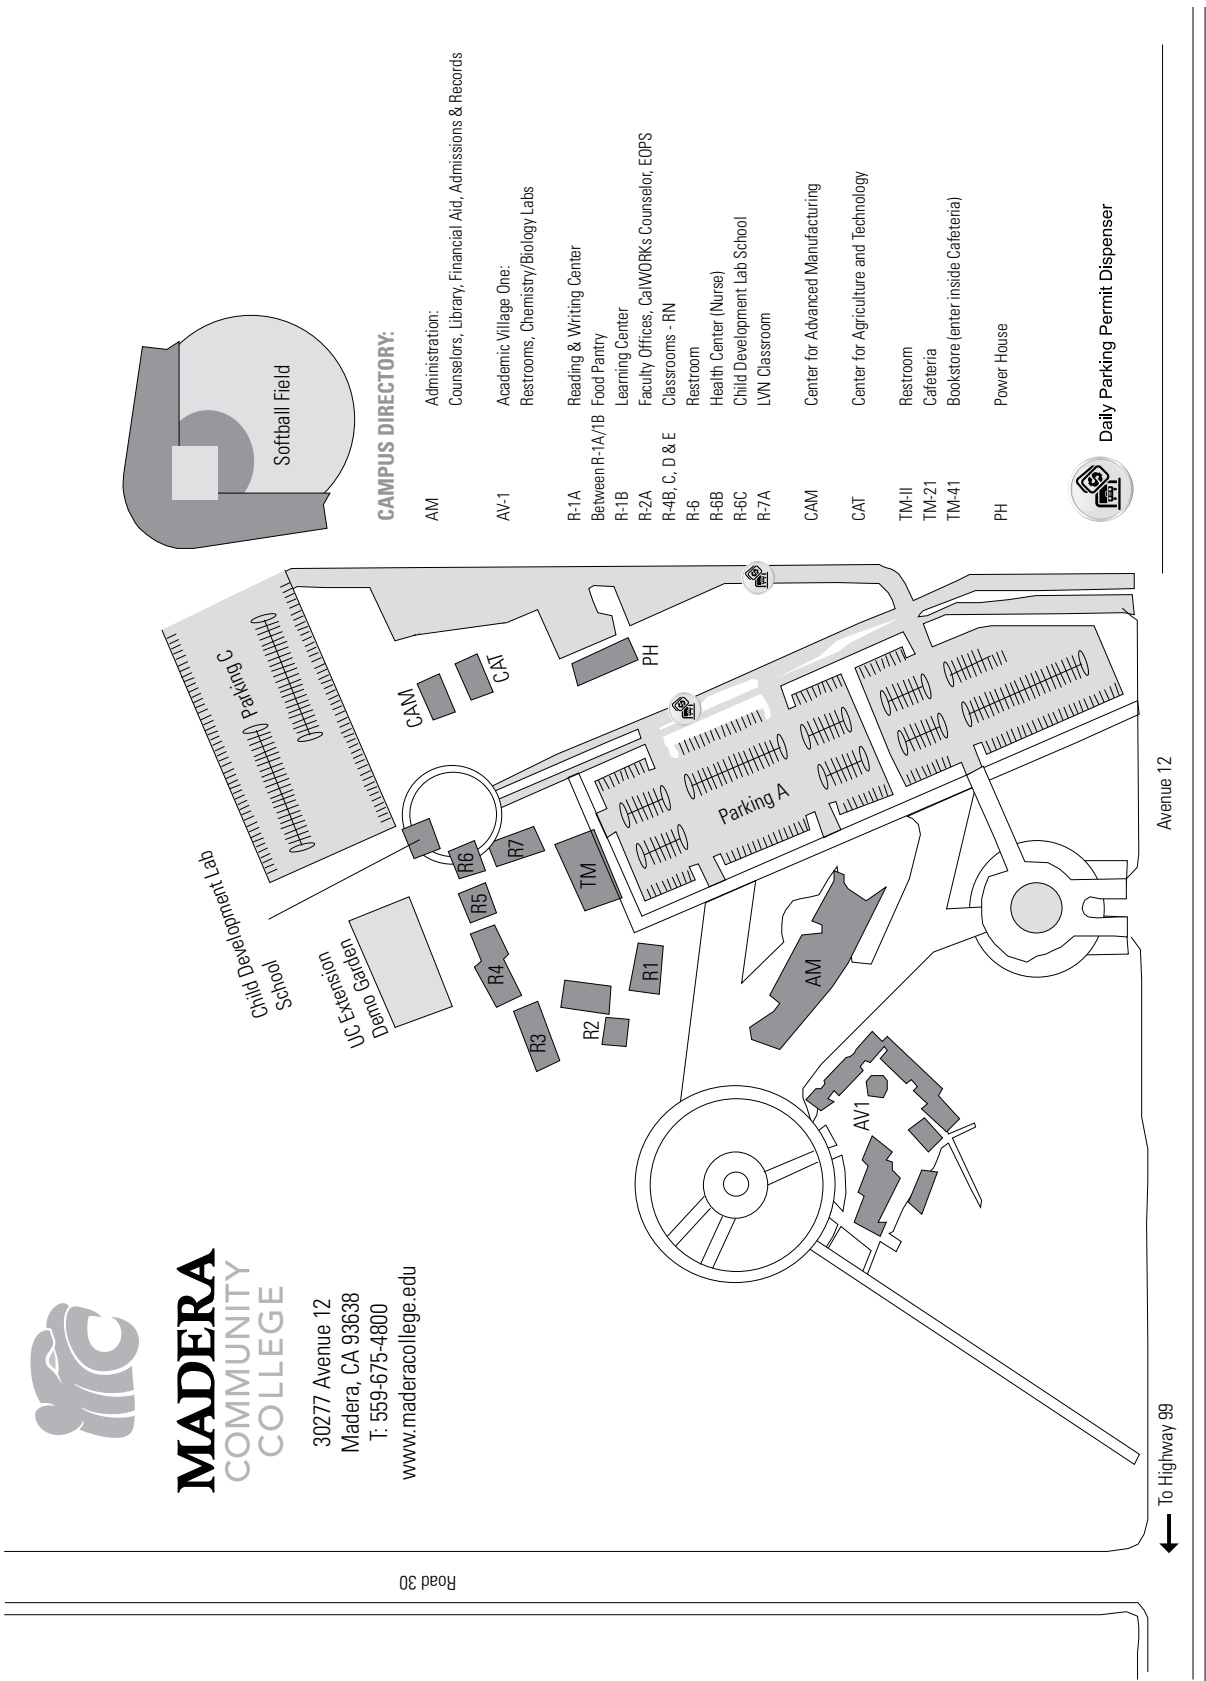 MADERA
COMMUNITY
COLLEGE
30277 Avenue 12
Madera, CA 93638
T: 559-675-4800
www.maderacollege.edu
Child Development Lab
School
UC Extension
Demo Garden
Parking C
Softball Field
CAM
CAT
PH
R6
R7
R5
R4
R3
R2
R1
TM
Parking A
AM
AV1
Road 30
To Highway 99
Avenue 12
CAMPUS DIRECTORY:
AM Administration:
Counselors, Library, Financial Aid, Admissions & Records
AV-1 Academic Village One:
Restrooms, Chemistry/Biology Labs
R-1A Reading & Writing Center
Between R-1A/1B Food Pantry
R-1B Learning Center
R-2A Faculty Offices, CalWORKs Counselor, EOPS
R-4B, C, D & E Classrooms - RN
R-6 Restroom
R-6B Health Center (Nurse)
R-6C Child Development Lab School
R-7A LVN Classroom
CAM Center for Advanced Manufacturing
CAT Center for Agriculture and Technology
TM-II Restroom
TM-21 Cafeteria
TM-41 Bookstore (enter inside Cafeteria)
PH Power House
Daily Parking Permit Dispenser